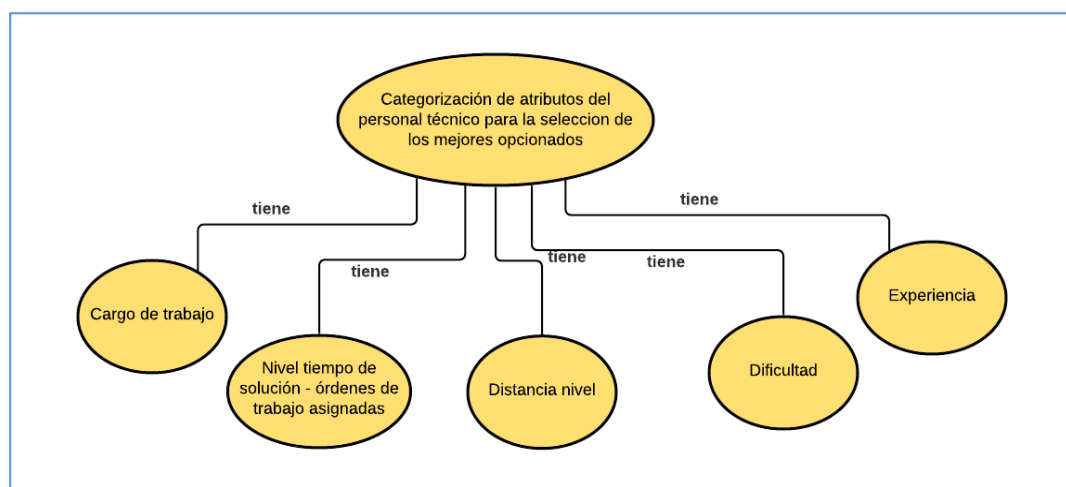 Categorización de atributos del
personal técnico para la seleccion de
los mejores opcionados
tiene
tiene
tiene
tiene
tiene
Cargo de trabajo
Nivel tiempo de
solución - órdenes de
trabajo asignadas
Distancia nivel
Dificultad
Experiencia